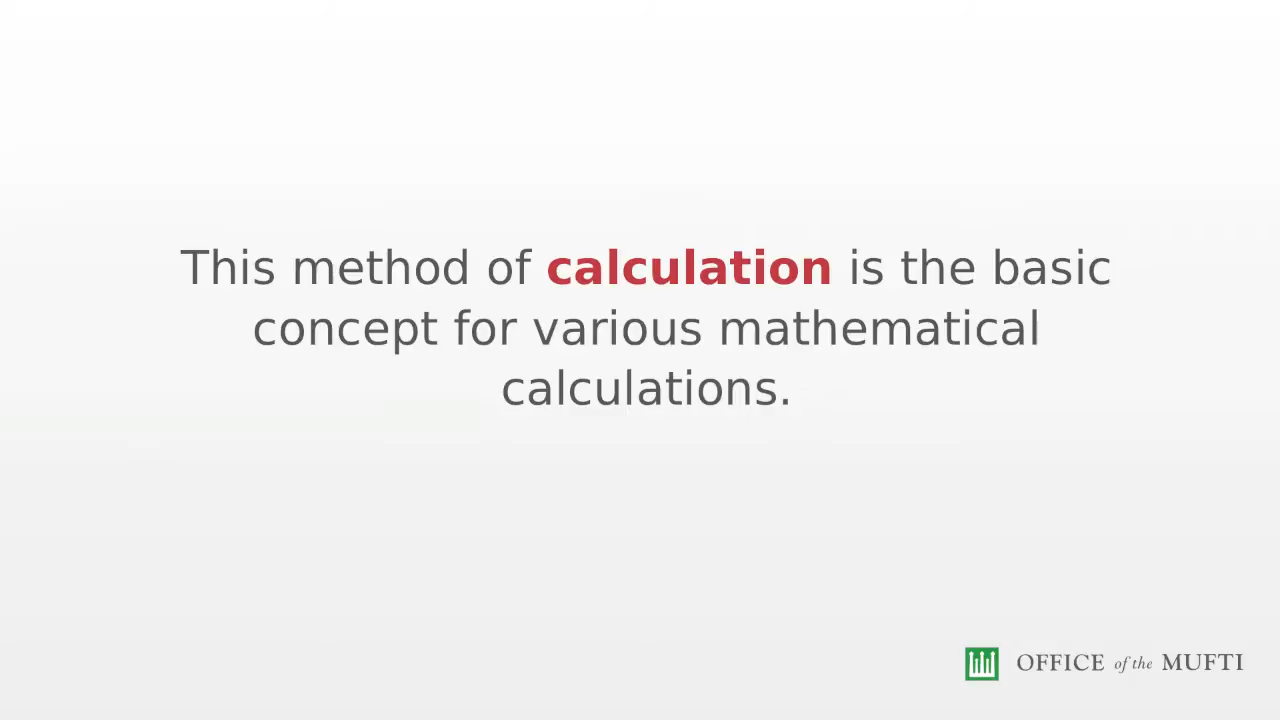 This method of calculation is the basic
concept for various mathematical
calculations.
OFFICE of the MUFTI